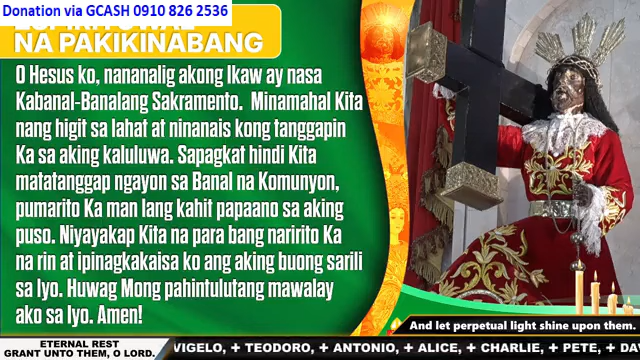 Donation via GCASH 0910 826 2536
NA PAKIKINABANG
O Hesus ko, nananalig akong Ikaw ay nasa
Kabanal-Banalang Sakramento. Minamahal Kita
nang higit sa lahat at ninanais kong tanggapin
Ka sa aking kaluluwa. Sapagkat hindi Kita
matatanggap ngayon sa Banal na Komunyon,
pumarito Ka man lang kahit papaano sa aking
puso. Niyayakap Kita na para bang naririto Ka
na rin at ipinagkakaisa ko ang aking buong sarili
sa Iyo. Huwag Mong pahintulutang mawalay
ako sa Iyo. Amen!
And let perpetual light shine upon them.
ETERNAL REST
GRANT UNTO THEM, O LORD.
VIGELO, + TEODORO, + ANTONIO, + ALICE, + CHARLIE, + PETE, + DA